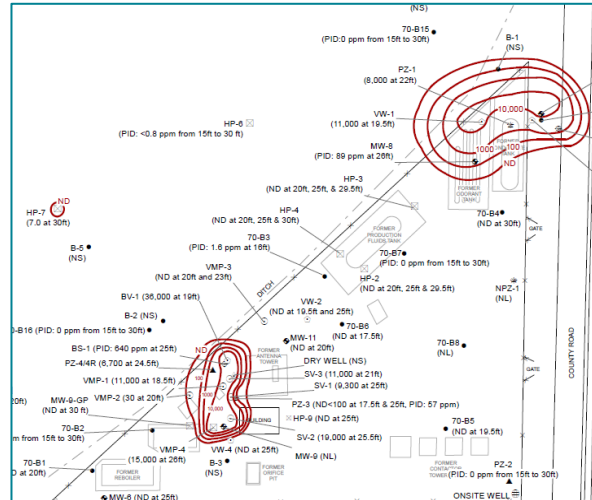 (NS)
70-B15
(PID:0 ppm from 15ft to 30ft)
B-1
(NS)
PZ-1
(8,000 at 22ft)
10,000
VW-1
(11,000 at 19.5ft)
HP-6
(PID: <0.8 ppm from 15ft to 30 ft)
MW-8
(PID: 89 ppm at 26ft)
1000
100
ND
HP-3
(ND at 20ft, 25ft, & 29.5ft)
FORMER
ODORANT
TANK
ND
HP-7
(7.0 at 30ft)
HP-4
(ND at 20ft, 25ft & 30ft)
FORMER
PRODUCTION
FLUIDS TANK
70-B4
(ND at 30ft)
GATE
B-5
(NS)
70-B3
(PID: 1.6 ppm at 16ft)
70-B7
(PID: 0 ppm from 15ft to 30ft)
VMP-3
(ND at 20ft and 23ft)
HP-2
(ND at 20ft, 25ft & 29.5ft)
NPZ-1
(NL)
DITCH
BV-1 (36,000 at 19ft)
VW-2
(ND at 19.5 ft and 25ft)
B-2 (NS)
0-B16 (PID: 0 ppm from 15ft to 30ft)
70-B6
(ND at 17.5ft)
MW-11
(ND at 20ft)
70-B8
(NL)
COUNTY ROAD
BS-1 (PID: 640 ppm at 25ft)
ND
FORMER
ANTENNA
TOWER
PZ-4/4R (6,700 at 24.5ft)
DRY WELL (NS)
VMP-1 (11,000 at 18.5ft)
100
SV-3 (11,000 at 21ft)
GATE
VMP-2 (30 at 20ft)
1000
SV-1 (9,300 at 25ft)
MW-9-GP
(ND at 30 ft)
10,000
PZ-3 (ND<100 at 17.5ft & 25ft, PID: 57 ppm)
20ft)
BUILDING
HP-9 (ND at 25ft)
70-B2
m from 15ft to 30ft)
SV-2 (19,000 at 25.5ft)
70-B5
(ND at 19.5ft)
VMP-4
(15,000 at 26ft)
VW-4 (ND at 25ft)
MW-9 (NL)
70-B1
0 at 20ft)
FORMER
REBOILER
B-3
(NS)
FORMER
ORIFICE
PIT
FORMER
TOWER
PZ-2
(PID: 0 ppm from 15ft to 30ft)
MW-6 (ND at 25ft)
ONSITE WELL